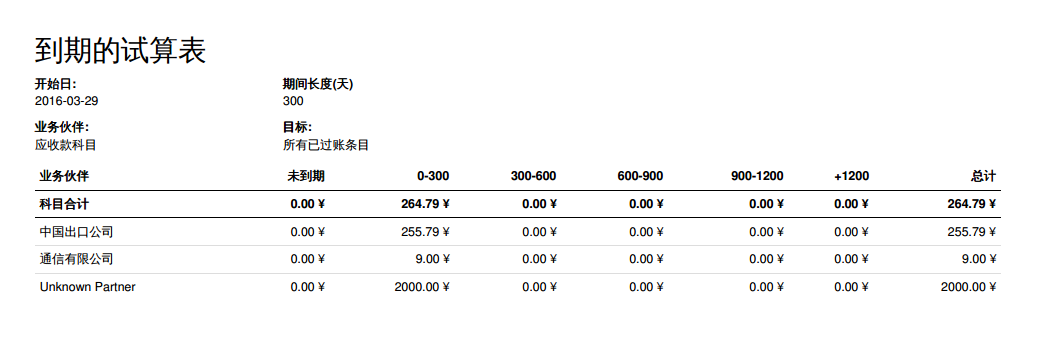 到期的试算表
开始日: 期间长度(天)
2016-03-29 300
业务伙伴: 目标:
应收款科目 所有已过账条目
业务伙伴 未到期 0-300 300-600 600-900 900-1200 +1200 总计
科目合计 0.00 ¥ 264.79 ¥ 0.00 ¥ 0.00 ¥ 0.00 ¥ 0.00 ¥ 264.79 ¥
中国出口公司 0.00 ¥ 255.79 ¥ 0.00 ¥ 0.00 ¥ 0.00 ¥ 0.00 ¥ 255.79 ¥
通信有限公司 0.00 ¥ 9.00 ¥ 0.00 ¥ 0.00 ¥ 0.00 ¥ 0.00 ¥ 9.00 ¥
Unknown Partner 0.00 ¥ 2000.00 ¥ 0.00 ¥ 0.00 ¥ 0.00 ¥ 0.00 ¥ 2000.00 ¥